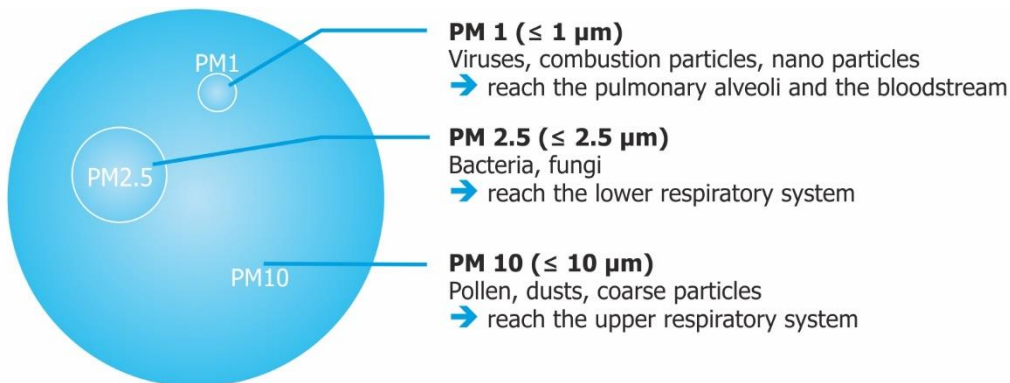 PM1
PM2.5
PM10
PM 1 (≤ 1 µm)
Viruses, combustion particles, nano particles
➔ reach the pulmonary alveoli and the bloodstream
PM 2.5 (≤ 2.5 µm)
Bacteria, fungi
➔ reach the lower respiratory system
PM 10 (≤ 10 µm)
Pollen, dusts, coarse particles
➔ reach the upper respiratory system